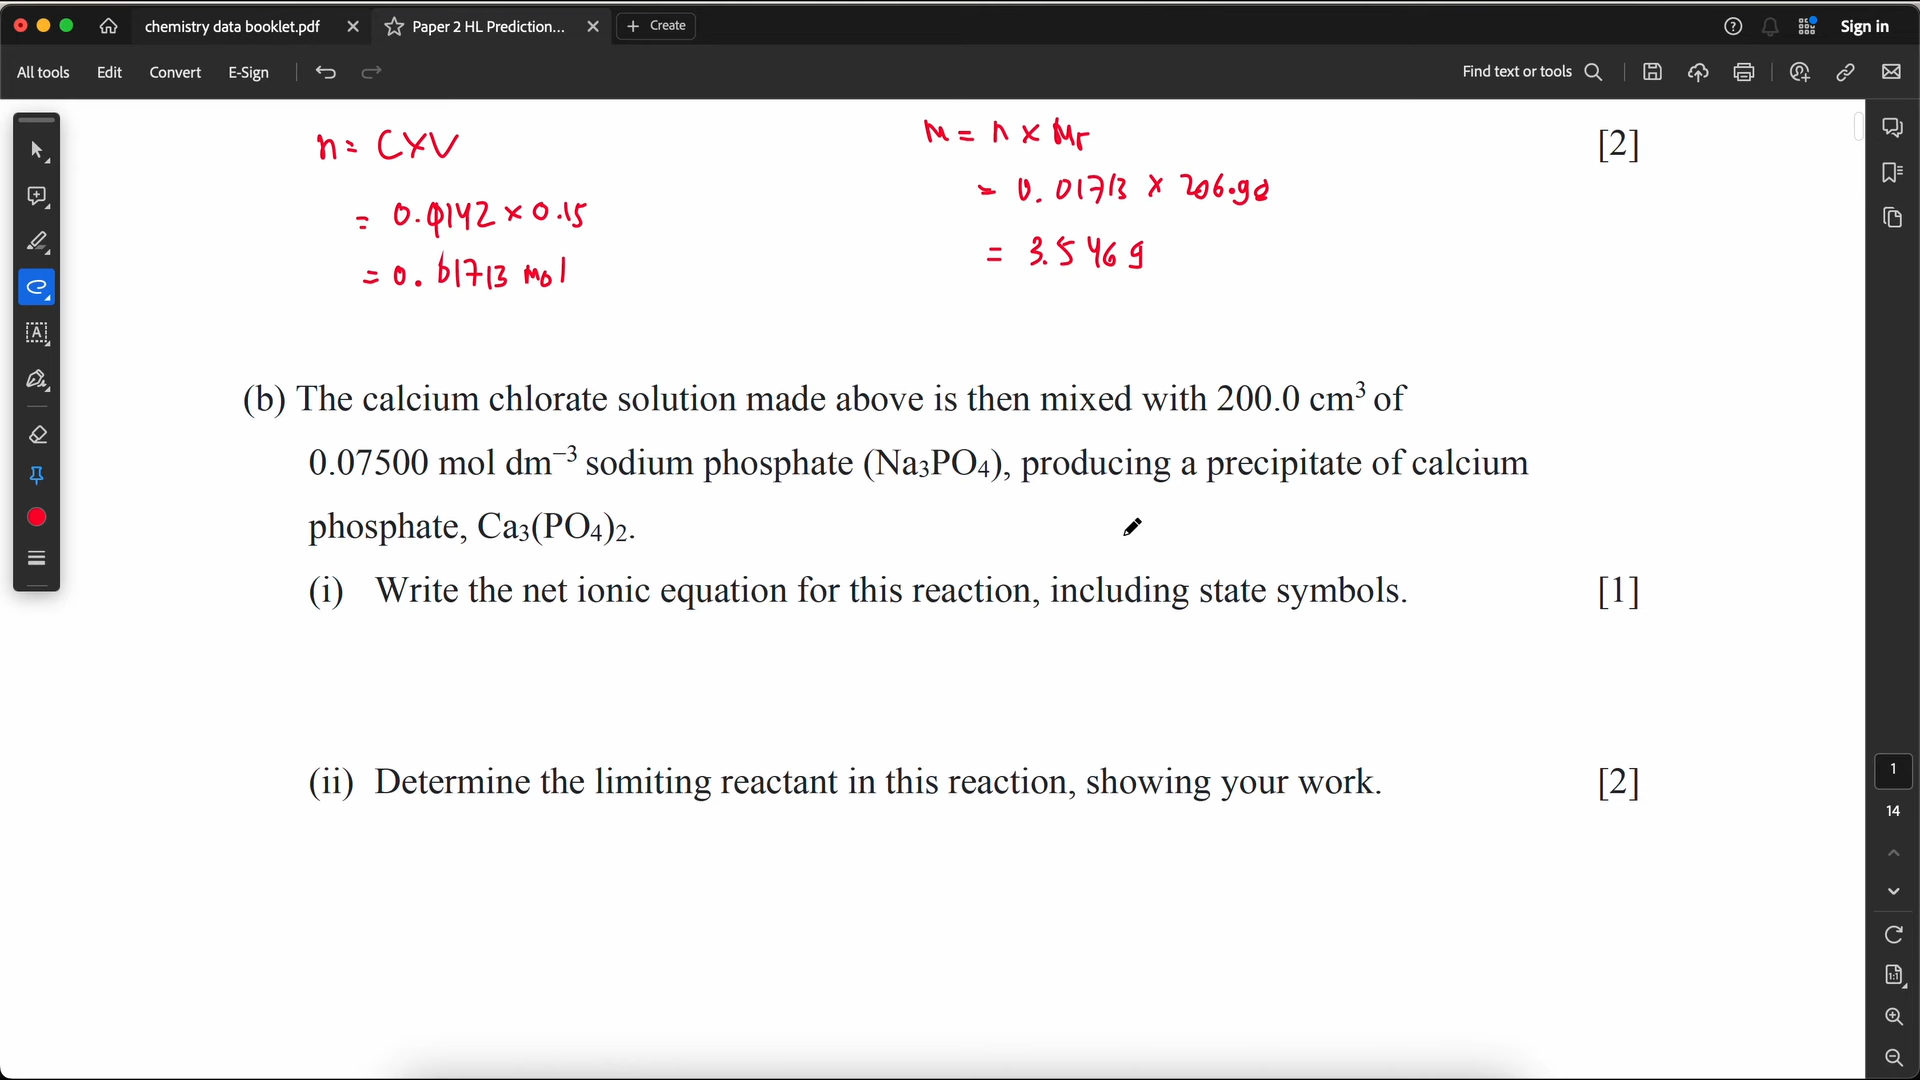 chemistry data booklet.pdf
Paper 2 HL Prediction...
Create
Sign in
All tools
Edit
Convert
E-Sign
Find text or tools
n = C×V
= 0.0142 × 0.15
= 0.01713 mol
m = n × Mr
= 0.01713 × 206.98
= 3.546 g
[2]
(b) The calcium chlorate solution made above is then mixed with 200.0 cm³ of
0.07500 mol dm⁻³ sodium phosphate (Na₃PO₄), producing a precipitate of calcium
phosphate, Ca₃(PO₄)₂.
(i) Write the net ionic equation for this reaction, including state symbols. [1]
(ii) Determine the limiting reactant in this reaction, showing your work. [2]
1
14